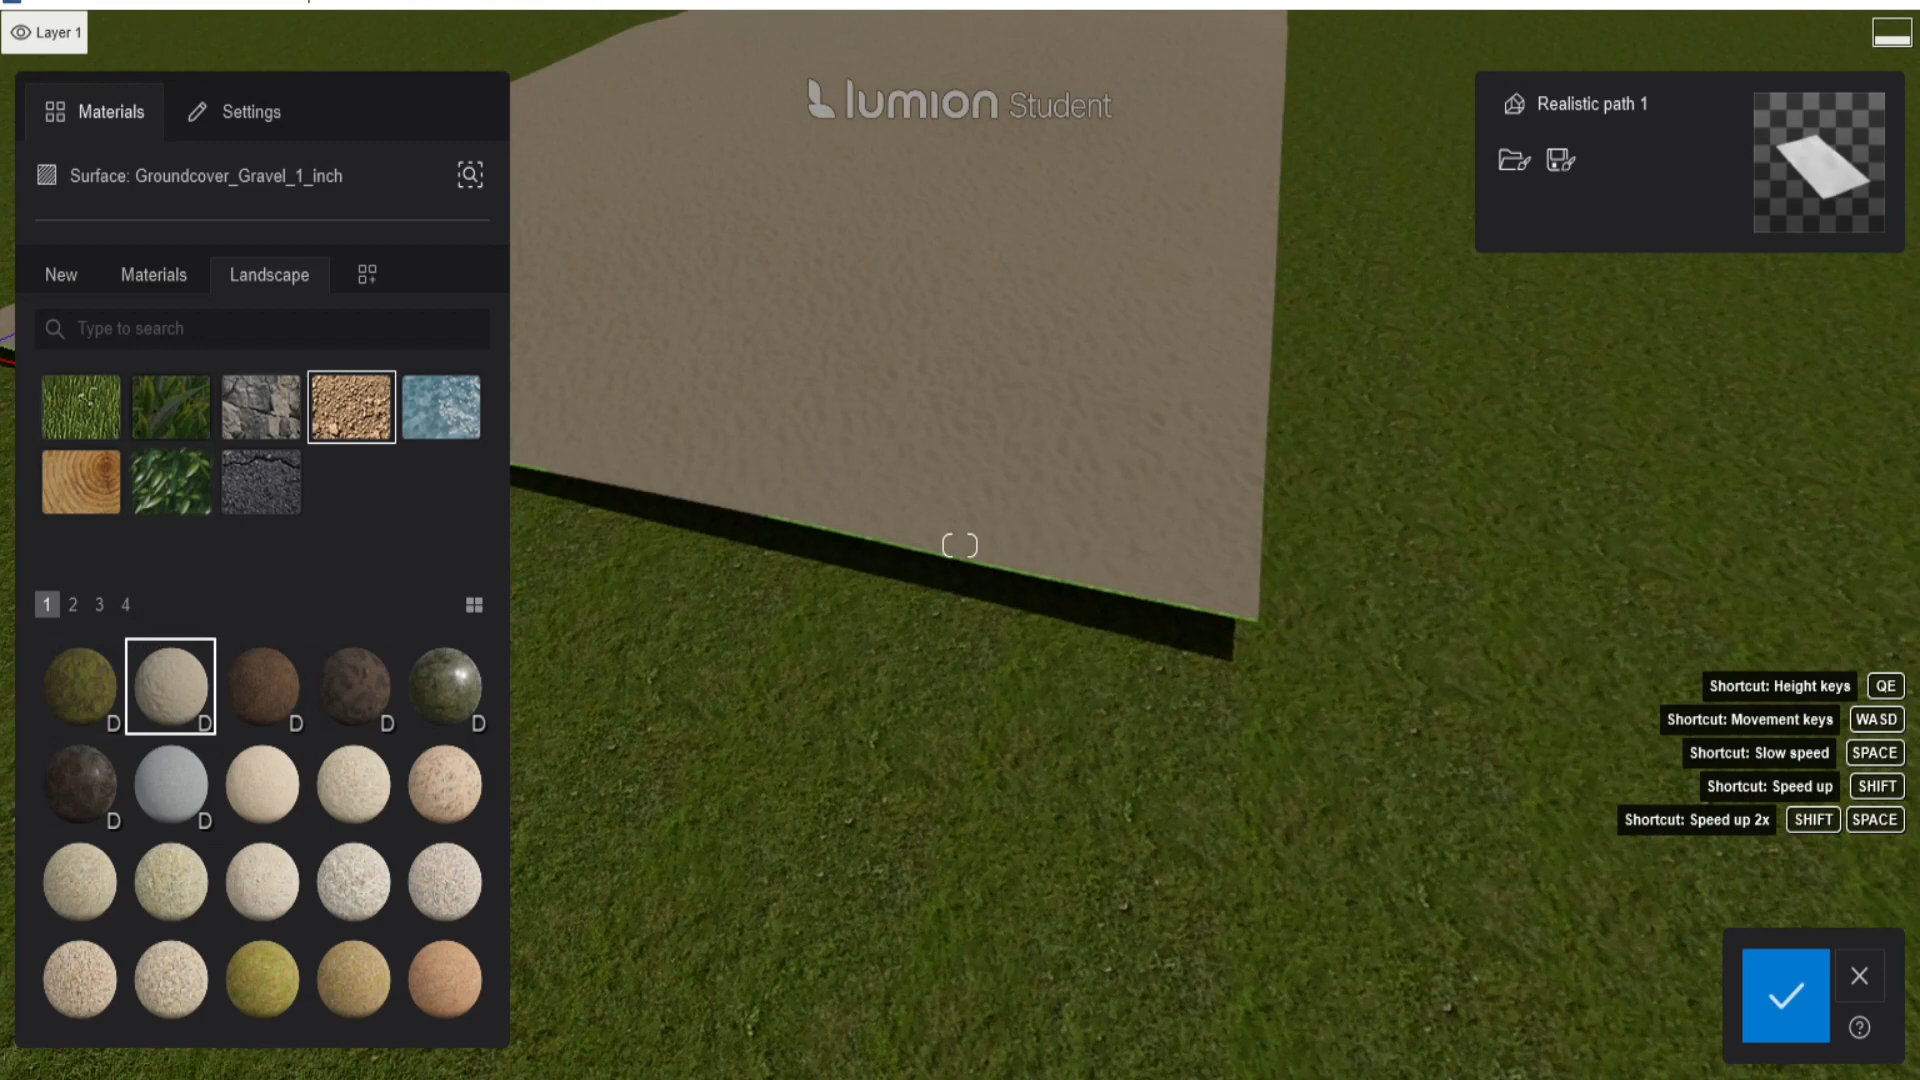 Layer 1
Materials
Settings
Surface: Groundcover_Gravel_1_inch
New
Materials
Landscape
Type to search
1 2 3 4
D
D
D
D
D
D
D
lumion Student
Realistic path 1
Shortcut: Height keys QE
Shortcut: Movement keys WASD
Shortcut: Slow speed SPACE
Shortcut: Speed up SHIFT
Shortcut: Speed up 2x SHIFT SPACE